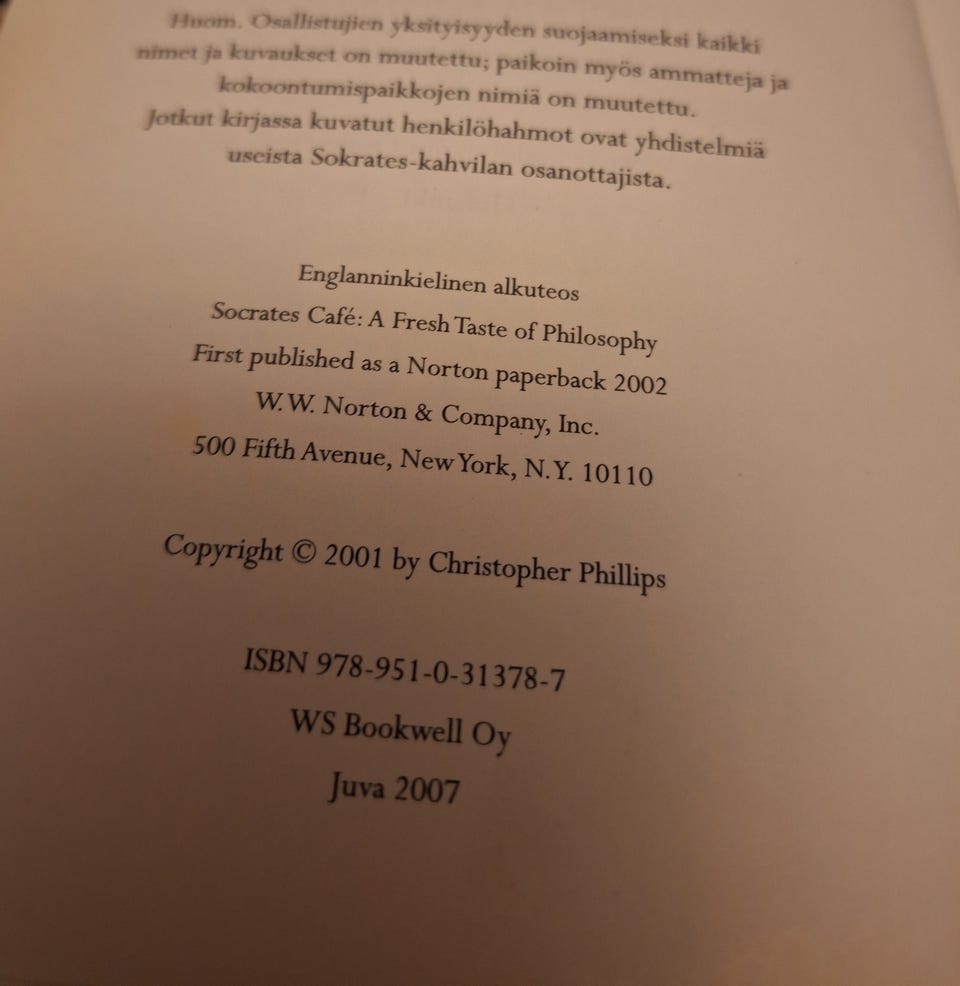 Huom. Osallistujien yksityisyyden suojaamiseksi kaikki
nimet ja kuvaukset on muutettu; paikoin myös ammatteja ja
kokoontumispaikkojen nimiä on muutettu.
Jotkut kirjassa kuvatut henkilöhahmot ovat yhdistelmiä
useista Sokrates-kahvilan osanottajista.
Englanninkielinen alkuteos
Socrates Café: A Fresh Taste of Philosophy
First published as a Norton paperback 2002
W.W. Norton & Company, Inc.
500 Fifth Avenue, New York, N.Y. 10110
Copyright © 2001 by Christopher Phillips
ISBN 978-951-0-31378-7
WS Bookwell Oy
Juva 2007